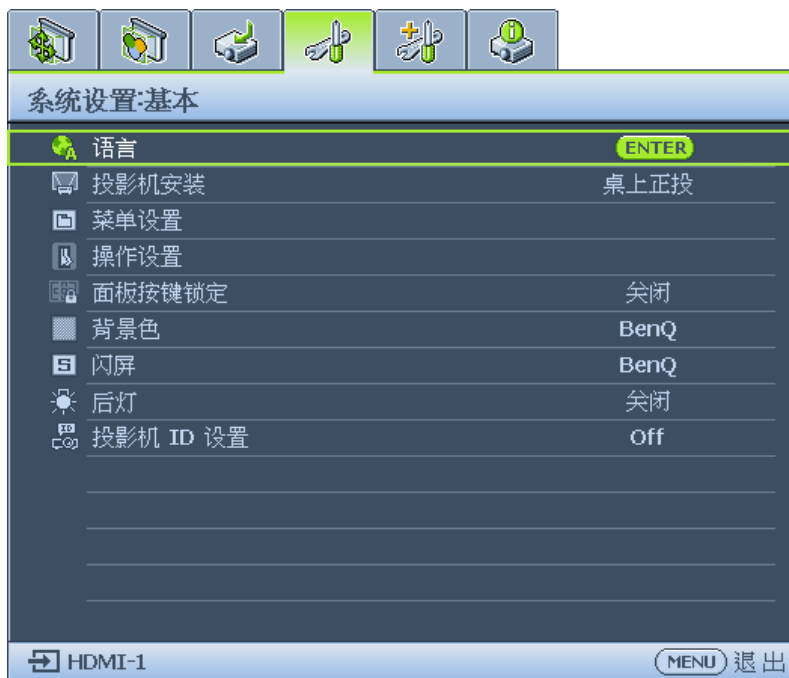 系统设置:基本
语言 ENTER
投影机安装 桌上正投
菜单设置
操作设置
面板按键锁定 关闭
背景色 BenQ
闪屏 BenQ
后灯 关闭
投影机 ID 设置 Off
HDMI-1 MENU 退出